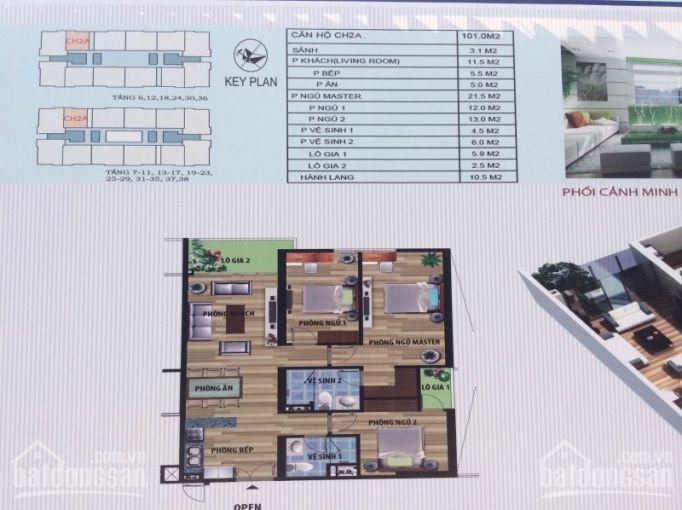 CH2A
KEY PLAN
TẦNG 6,12,18,24,30,36
CH2A
TẦNG 7-11, 13-17, 19-23,
25-29, 31-35, 37,38
CĂN HỘ CH2A 101.0M2
SẢNH 3.1 M2
P KHÁCH(LIVING ROOM) 11.5 M2
P BẾP 5.5 M2
P ĂN 5.0 M2
P NGỦ MASTER 21.5 M2
P NGỦ 1 12.0 M2
P NGỦ 2 13.0 M2
P VỆ SINH 1 4.5 M2
P VỆ SINH 2 6.0 M2
LÔ GIA 1 5.9 M2
LÔ GIA 2 2.5 M2
HÀNH LANG 10.5 M2
PHỐI CẢNH MINH
LÔ GIA 2
PHÒNG KHÁCH
PHÒNG NGỦ 1
PHÒNG NGỦ MASTER
PHÒNG ĂN
VỆ SINH 2
LÔ GIA 1
PHÒNG NGỦ 2
PHÒNG BẾP
VỆ SINH 1
OPEN
batdongsan
.com.vn
batdongsan